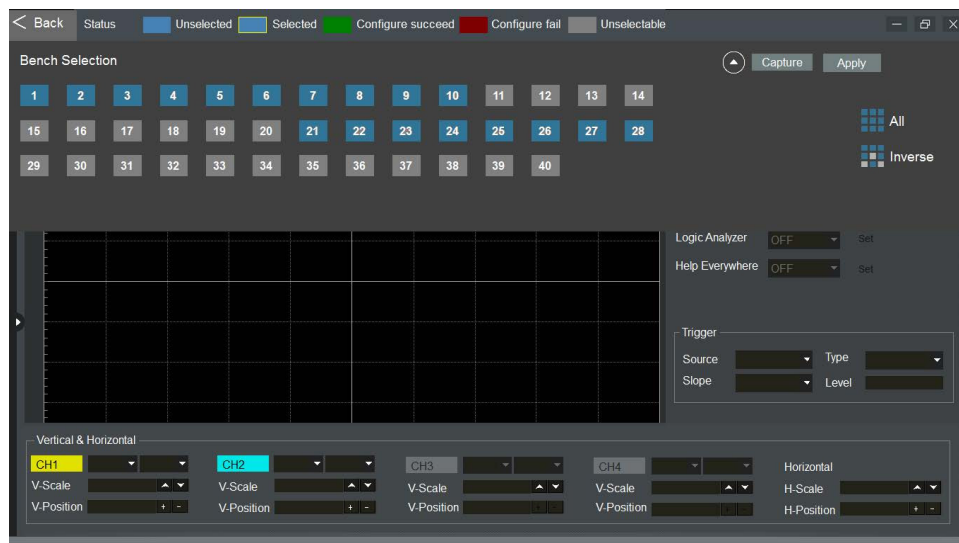 < Back Status Unselected Selected Configure succeed Configure fail Unselectable
Bench Selection Capture Apply
1 2 3 4 5 6 7 8 9 10 11 12 13 14
15 16 17 18 19 20 21 22 23 24 25 26 27 28 All
29 30 31 32 33 34 35 36 37 38 39 40 Inverse
Logic Analyzer OFF Set
Help Everywhere OFF Set
Trigger
Source Type
Slope Level
Vertical & Horizontal
CH1 CH2 CH3 CH4 Horizontal
V-Scale V-Scale V-Scale V-Scale H-Scale
V-Position + - V-Position + - V-Position + - V-Position + - H-Position + -